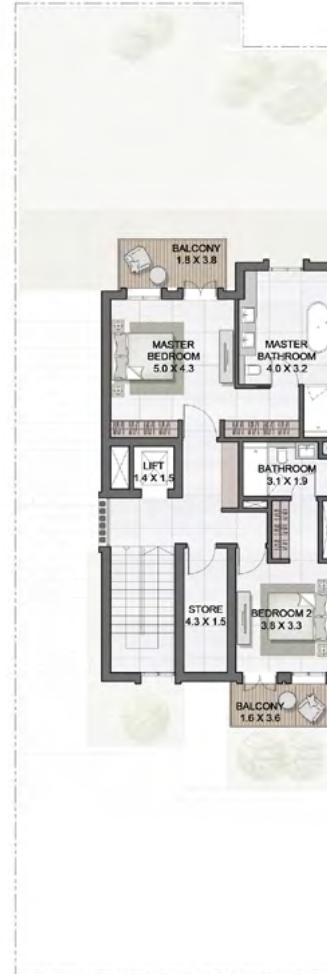 BALCONY
1.8 X 3.8
MASTER
BEDROOM
5.0 X 4.3
MASTER
BATHROOM
4.0 X 3.2
LIFT
1.4 X 1.5
BATHROOM
3.1 X 1.9
STORE
4.3 X 1.5
BEDROOM 2
3.8 X 3.3
BALCONY
1.6 X 3.6